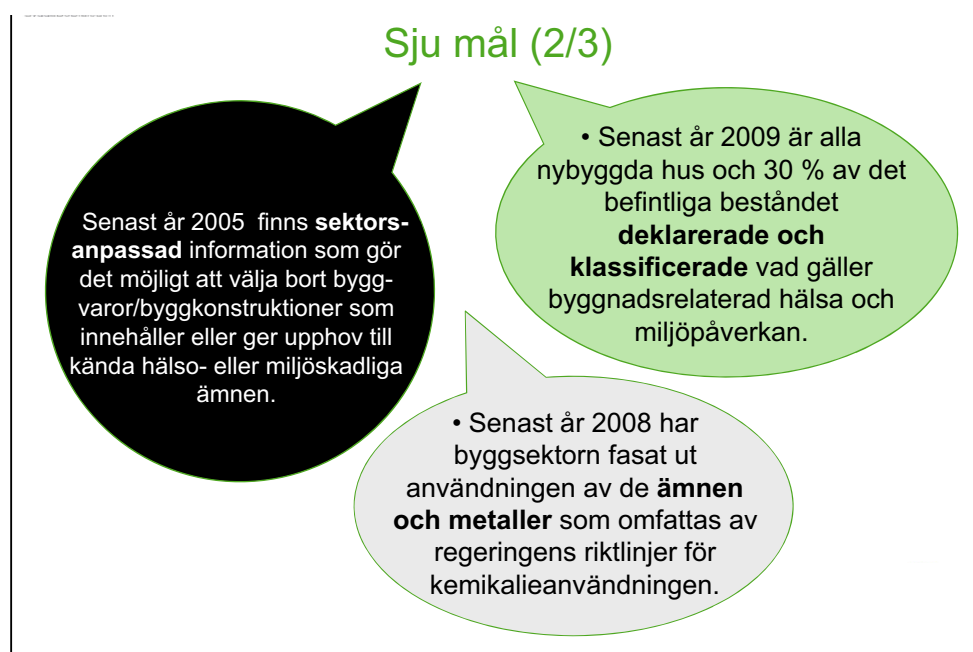 Sju mål (2/3)
Senast år 2005 finns sektors-
anpassad information som gör
det möjligt att välja bort bygg-
varor/byggkonstruktioner som
innehåller eller ger upphov till
kända hälso- eller miljöskadliga
ämnen.
• Senast år 2009 är alla
nybyggda hus och 30 % av det
befintliga beståndet
deklarerade och
klassificerade vad gäller
byggnadsrelaterad hälsa och
miljöpåverkan.
• Senast år 2008 har
byggsektorn fasat ut
användningen av de ämnen
och metaller som omfattas av
regeringens riktlinjer för
kemikalieanvändningen.